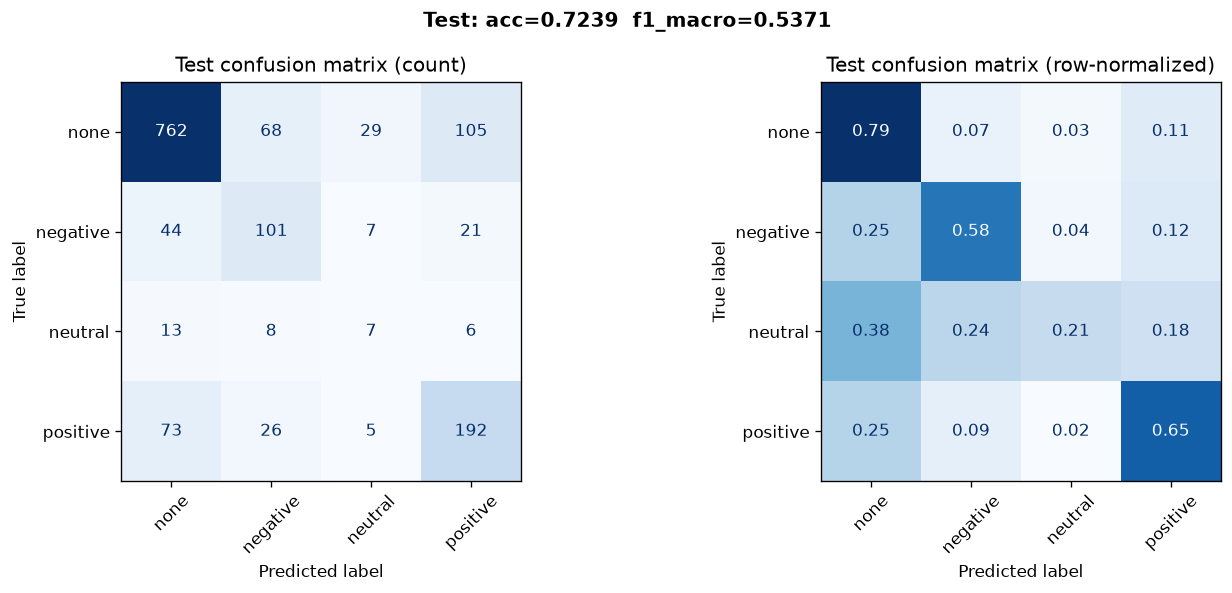 Test: acc=0.7239  f1_macro=0.5371
Test confusion matrix (count)
True label
none 762 68 29 105
negative 44 101 7 21
neutral 13 8 7 6
positive 73 26 5 192
none negative neutral positive
Predicted label
Test confusion matrix (row-normalized)
True label
none 0.79 0.07 0.03 0.11
negative 0.25 0.58 0.04 0.12
neutral 0.38 0.24 0.21 0.18
positive 0.25 0.09 0.02 0.65
none negative neutral positive
Predicted label